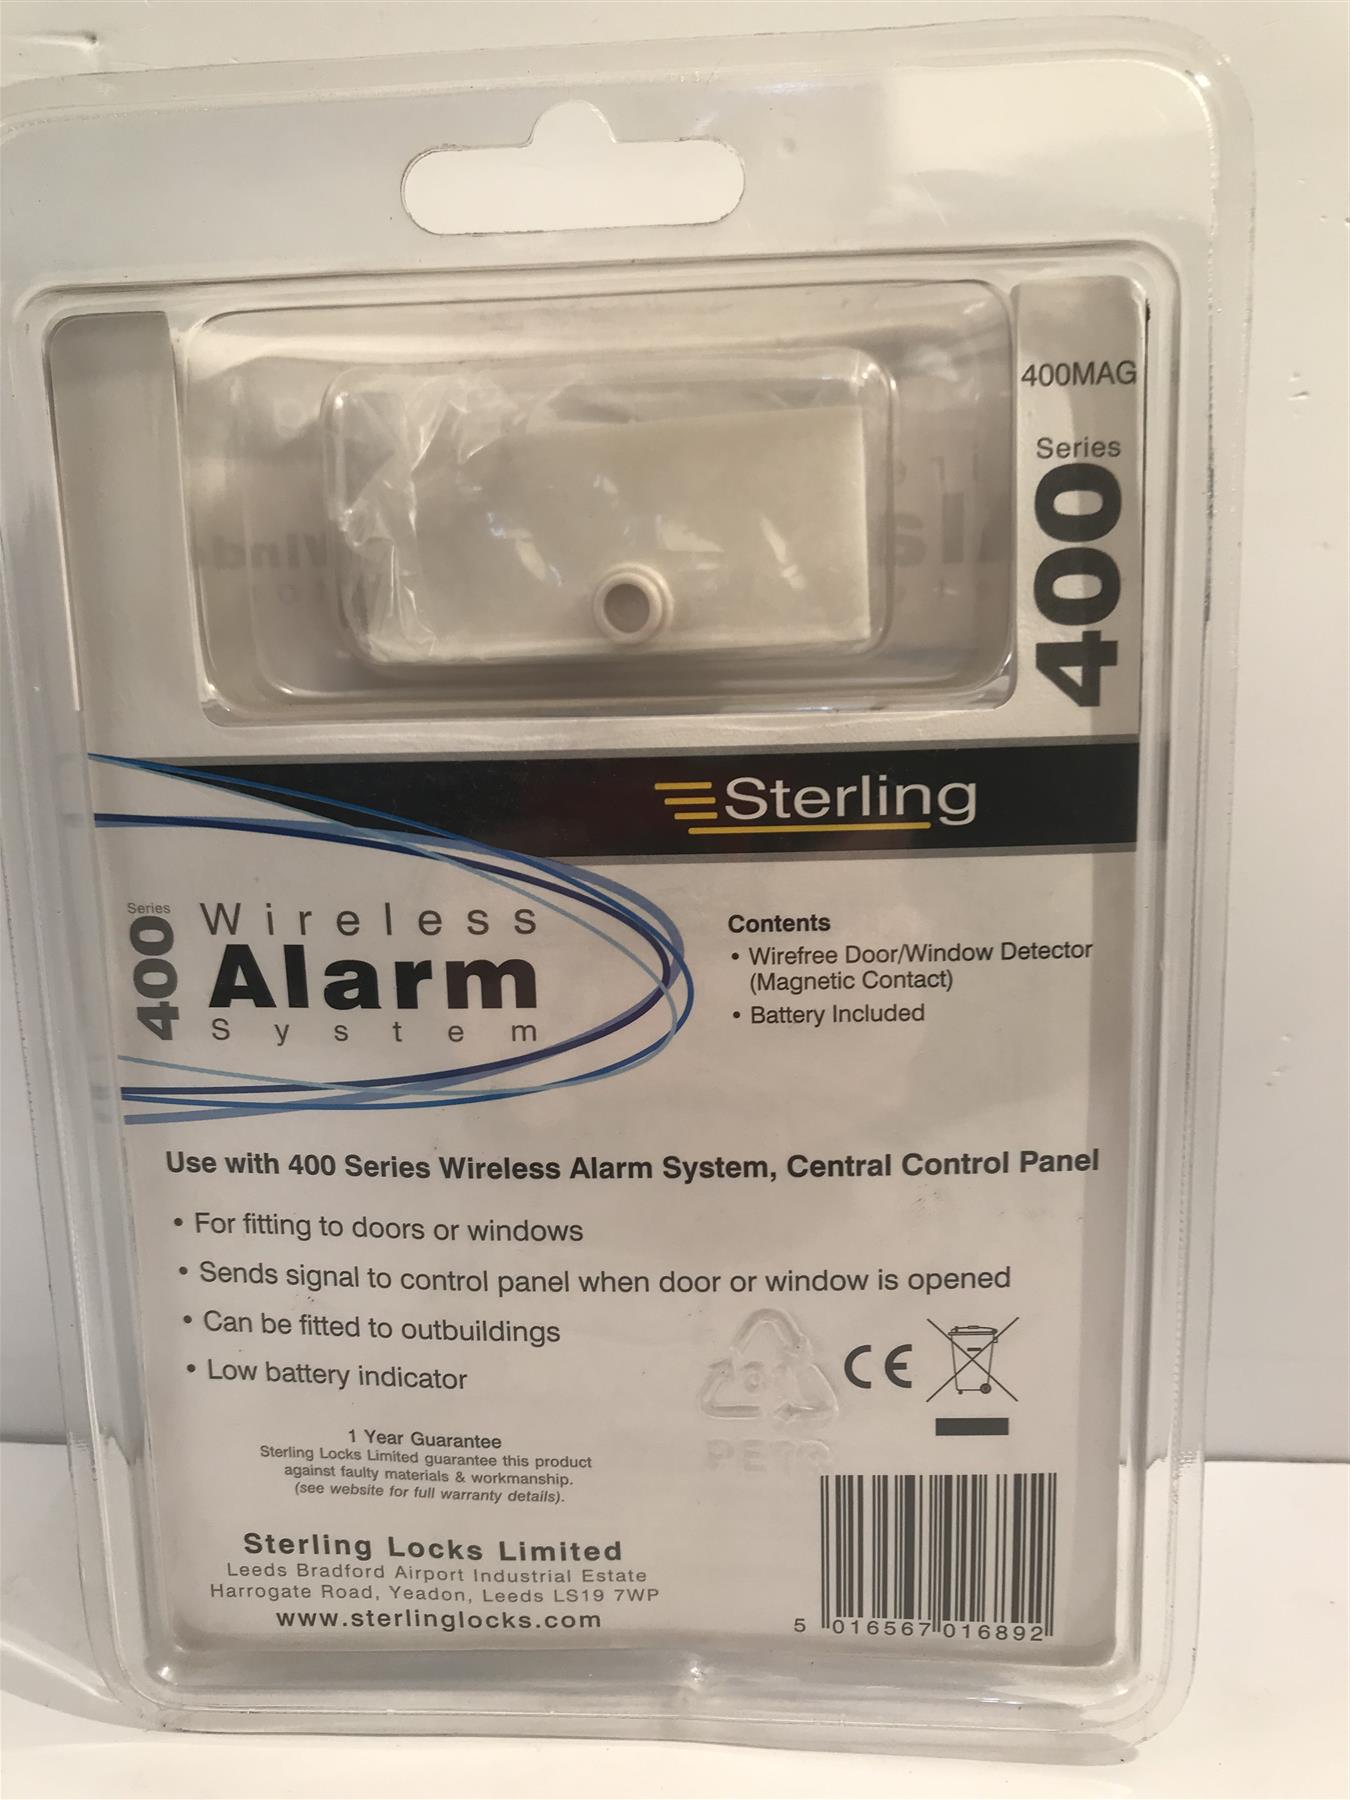 400MAG
Series
400
Sterling
Series
400
Wireless
Alarm
System
Contents
• Wirefree Door/Window Detector
(Magnetic Contact)
• Battery Included
Use with 400 Series Wireless Alarm System, Central Control Panel
• For fitting to doors or windows
• Sends signal to control panel when door or window is opened
• Can be fitted to outbuildings
• Low battery indicator
CE
1 Year Guarantee
Sterling Locks Limited guarantee this product
against faulty materials & workmanship.
(see website for full warranty details).
Sterling Locks Limited
Leeds Bradford Airport Industrial Estate
Harrogate Road, Yeadon, Leeds LS19 7WP
www.sterlinglocks.com
5 016567 016892